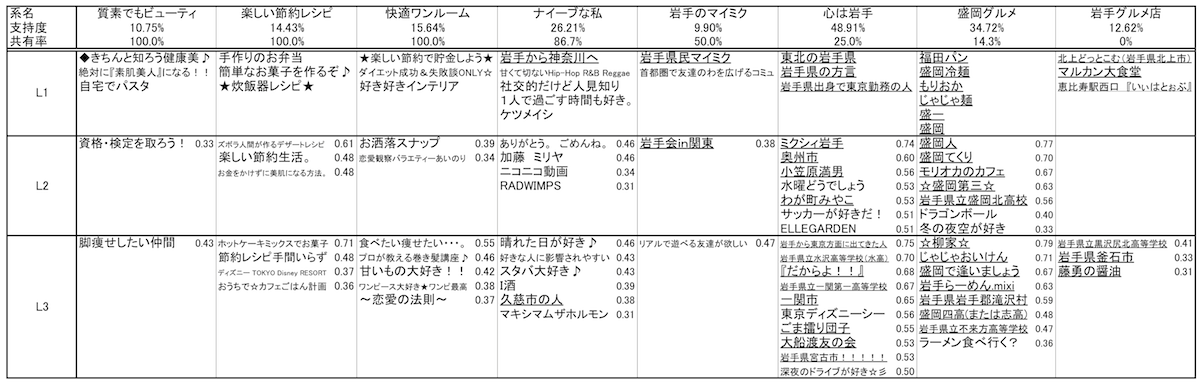 系名 質素でもビューティ 楽しい節約レシピ 快適ワンルーム ナイーブな私 岩手のマイミク 心は岩手 盛岡グルメ 岩手グルメ店
支持度 10.75% 14.43% 15.64% 26.21% 9.90% 48.91% 34.72% 12.62%
共有率 100.0% 100.0% 100.0% 86.7% 50.0% 25.0% 14.3% 0%
L1
◆きちんと知ろう健康美♪
絶対に『素肌美人』になる！！
自宅でパスタ
手作りのお弁当
簡単なお菓子を作るぞ♪
★炊飯器レシピ★
★楽しい節約で貯金しよう★
ダイエット成功＆失敗談ONLY☆
好き好きインテリア
岩手から神奈川へ
甘くて切ないHip-Hop R&B Reggae
社交的だけど人見知り
１人で過ごす時間も好き。
ケツメイシ
岩手県民マイミク
首都圏で友達のわを広げるコミュ
東北の岩手県
岩手県の方言
岩手県出身で東京勤務の人
福田パン
盛岡冷麺
もりおか
じゃじゃ麺
盛一
盛岡
北上どっとこむ(岩手県北上市)
マルカン大食堂
恵比寿駅西口 『いぃはとぉぶ』
L2
資格・検定を取ろう！ 0.33
ズボラ人間が作るデザートレシピ 0.61
楽しい節約生活。 0.48
お金をかけずに美肌になる方法。 0.48
お洒落スナップ 0.39
恋愛観察バラエティーあいのり 0.34
ありがとう。 ごめんね。 0.46
加藤 ミリヤ 0.46
ニコニコ動画 0.34
RADWIMPS 0.31
岩手会in関東 0.38
ミクシィ岩手 0.74
奥州市 0.60
小笠原満男 0.56
水曜どうでしょう 0.53
わが町みやこ 0.53
サッカーが好きだ！ 0.51
ELLEGARDEN 0.51
盛岡人 0.77
盛岡てくり 0.70
モリオカのカフェ 0.67
☆盛岡第三☆ 0.63
岩手県立盛岡北高校 0.56
ドラゴンボール 0.40
冬の夜空が好き 0.33
L3
脚痩せしたい仲間 0.43
ホットケーキミックスでお菓子 0.71
節約レシピ手間いらず 0.48
ディズニー TOKYO Disney RESORT 0.37
おうちで☆カフェごはん計画 0.36
食べたい痩せたい・・・。 0.55
プロが教える巻き髪講座♪ 0.46
甘いもの大好き！！ 0.42
ワンピース大好き★ワンピ最高 0.38
～恋愛の法則～ 0.37
晴れた日が好き♪ 0.46
好きな人に影響されやすい 0.43
スタバ大好き♪ 0.43
I酒 0.39
久慈市の人 0.38
マキシマムザホルモン 0.31
リアルで遊べる友達が欲しい 0.47
岩手から東京方面に出てきた人 0.75
岩手県立水沢高等学校(水高) 0.70
『だからよ！！』 0.68
岩手県立一関第一高等学校 0.67
一関市 0.65
東京ディズニーシー 0.56
ごま擂り団子 0.55
大船渡友の会 0.53
岩手県宮古市！！！！！ 0.53
深夜のドライブが好き☆彡 0.50
☆柳家☆ 0.79
じゃじゃおいけん 0.71
盛岡で逢いましょう 0.67
岩手らーめん.mixi 0.63
岩手県岩手郡滝沢村 0.59
盛岡四高(または志高) 0.48
岩手県立不来方高等学校 0.47
ラーメン食べ行く？ 0.36
岩手県立黒沢尻北高等学校 0.41
岩手県釜石市 0.33
藤勇の醤油 0.31